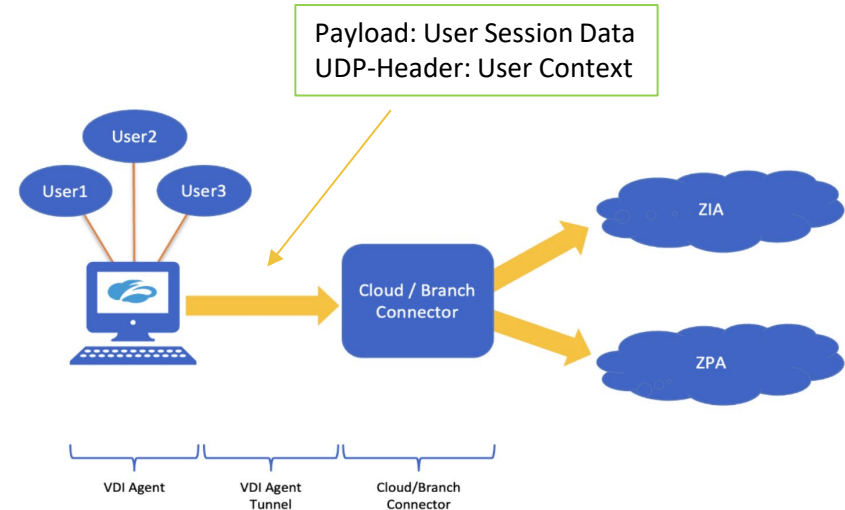 Payload: User Session Data
UDP-Header: User Context
User2
User1
User3
ZIA
Cloud / Branch
Connector
ZPA
VDI Agent
VDI Agent
Tunnel
Cloud/Branch
Connector